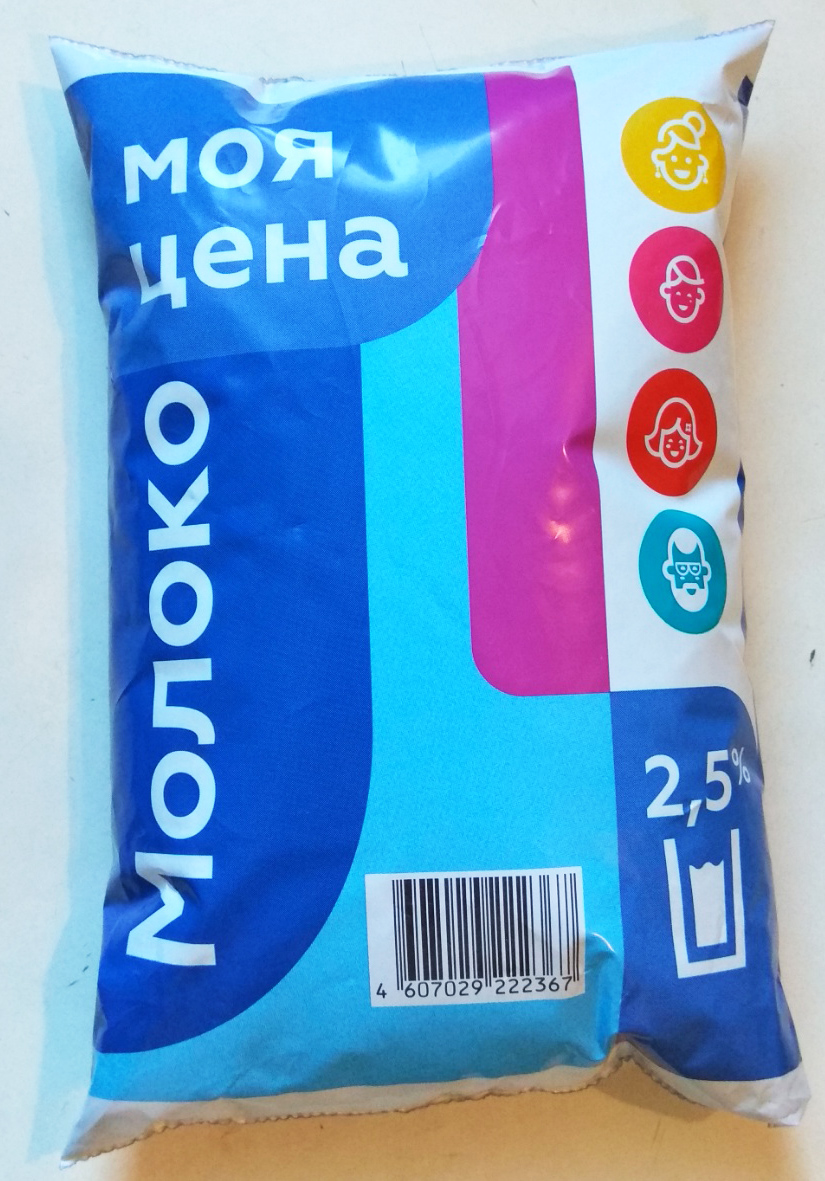 моя
цена
Молоко
2,5%
4 607029 222367